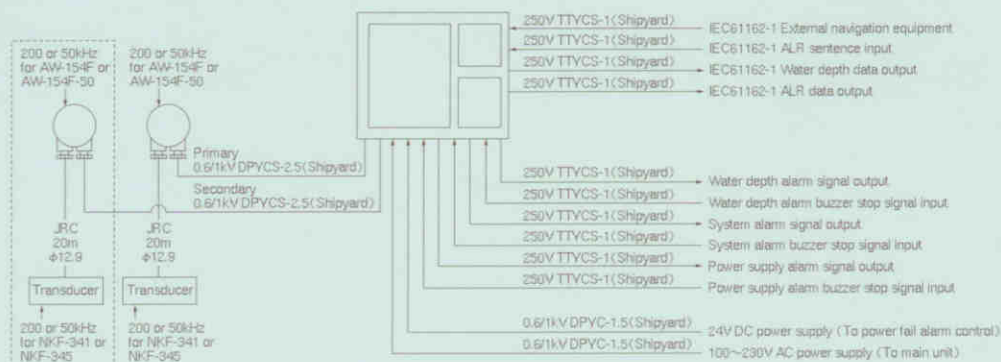 200 or 50kHz
for AW-154F or
AW-154F-50
200 or 50kHz
for AW-154F or
AW-154F-50
Primary
0.6/1kV DPYCS-2.5(Shipyard)
Secondary
0.6/1kV DPYCS-2.5(Shipyard)
JRC
20m
φ12.9
JRC
20m
φ12.9
Transducer
Transducer
200 or 50kHz
for NKF-341 or
NKF-345
200 or 50kHz
for NKF-341 or
NKF-345
250V TTYCS-1(Shipyard) IEC61162-1 External navigation equipment
250V TTYCS-1(Shipyard) IEC61162-1 ALR sentence input
250V TTYCS-1(Shipyard) IEC61162-1 Water depth data output
250V TTYCS-1(Shipyard) IEC61162-1 ALR data output
250V TTYCS-1(Shipyard) Water depth alarm signal output
250V TTYCS-1(Shipyard) Water depth alarm buzzer stop signal input
250V TTYCS-1(Shipyard) System alarm signal output
250V TTYCS-1(Shipyard) System alarm buzzer stop signal input
250V TTYCS-1(Shipyard) Power supply alarm signal output
250V TTYCS-1(Shipyard) Power supply alarm buzzer stop signal input
0.6/1kV DPYC-1.5(Shipyard) 24V DC power supply (To power fail alarm control)
0.6/1kV DPYC-1.5(Shipyard) 100~230V AC power supply (To main unit)